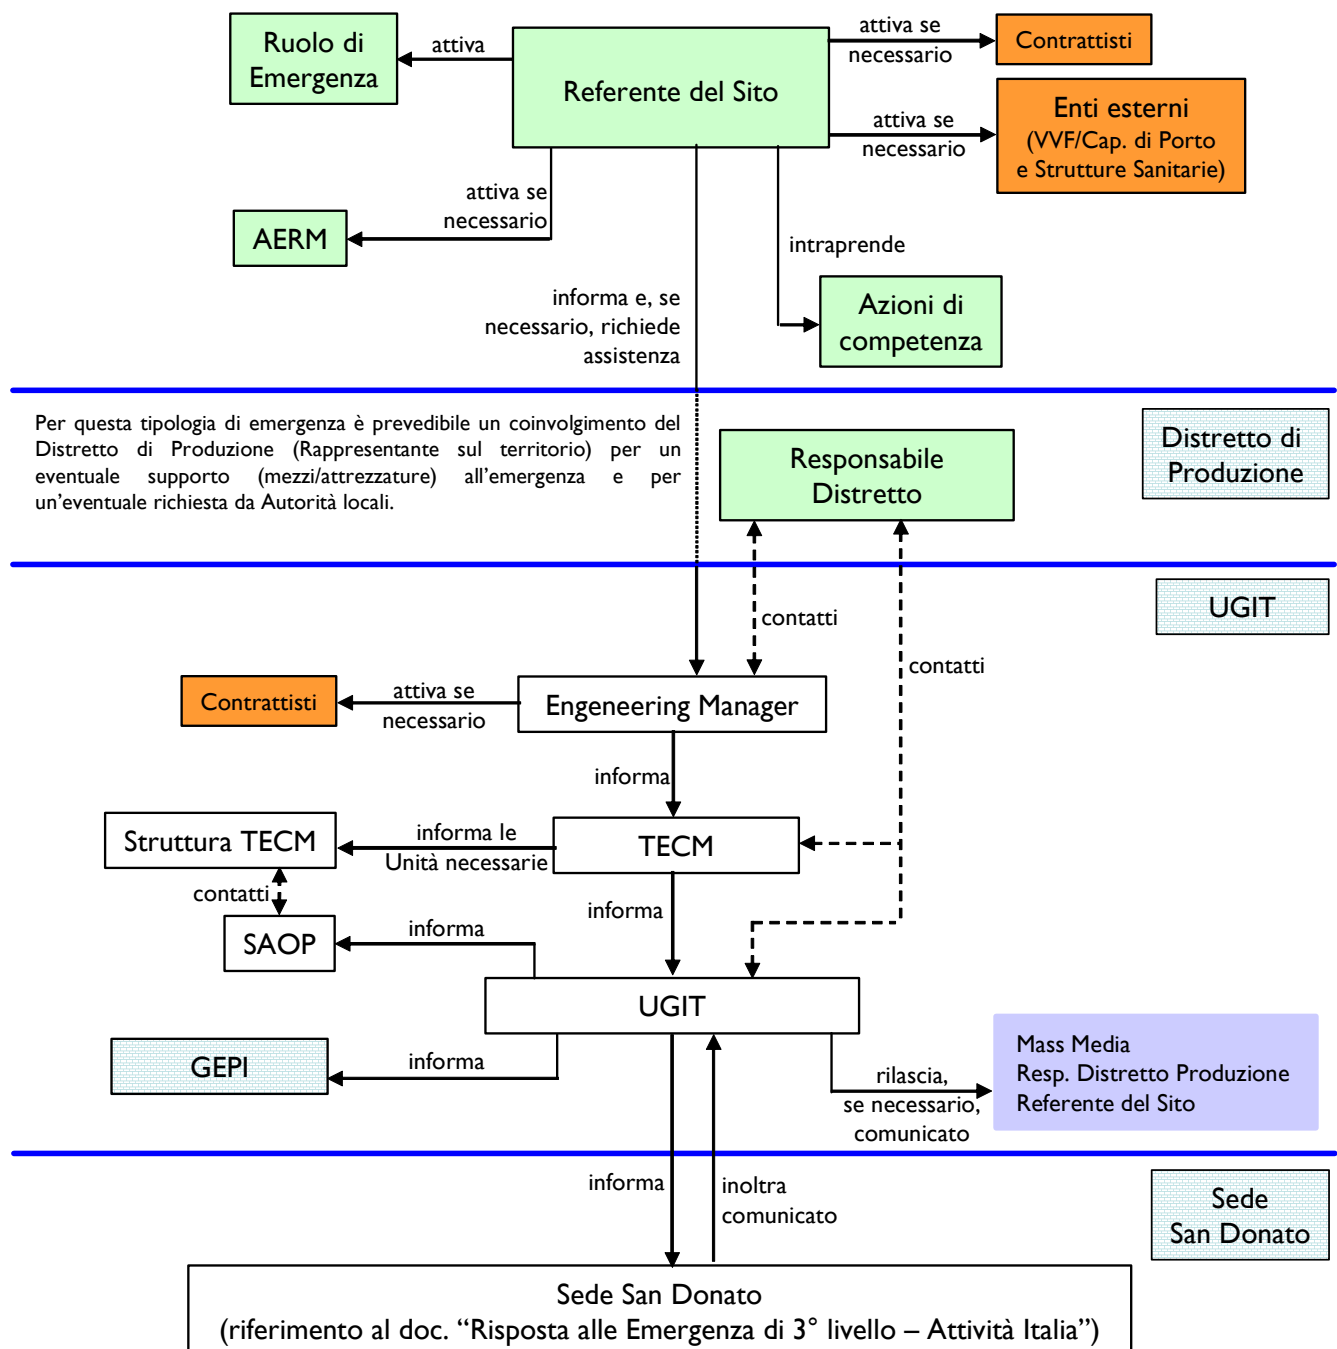 Ruolo di
Emergenza
attiva
Referente del Sito
attiva se
necessario
Contrattisti
attiva se
necessario
Enti esterni
(VVF/Cap. di Porto
e Strutture Sanitarie)
attiva se
necessario
AERM
intraprende
informa e, se
necessario, richiede
assistenza
Azioni di
competenza
Per questa tipologia di emergenza è prevedibile un coinvolgimento del
Distretto di Produzione (Rappresentante sul territorio) per un
eventuale supporto (mezzi/attrezzature) all'emergenza e per
un'eventuale richiesta da Autorità locali.
Responsabile
Distretto
Distretto di
Produzione
UGIT
contatti
contatti
Contrattisti
attiva se
necessario
Engeneering Manager
informa
Struttura TECM
informa le
Unità necessarie
TECM
contatti
informa
SAOP
informa
UGIT
GEPI
informa
rilascia,
se necessario,
comunicato
Mass Media
Resp. Distretto Produzione
Referente del Sito
informa
inoltra
comunicato
Sede
San Donato
Sede San Donato
(riferimento al doc. “Risposta alle Emergenza di 3° livello – Attività Italia”)